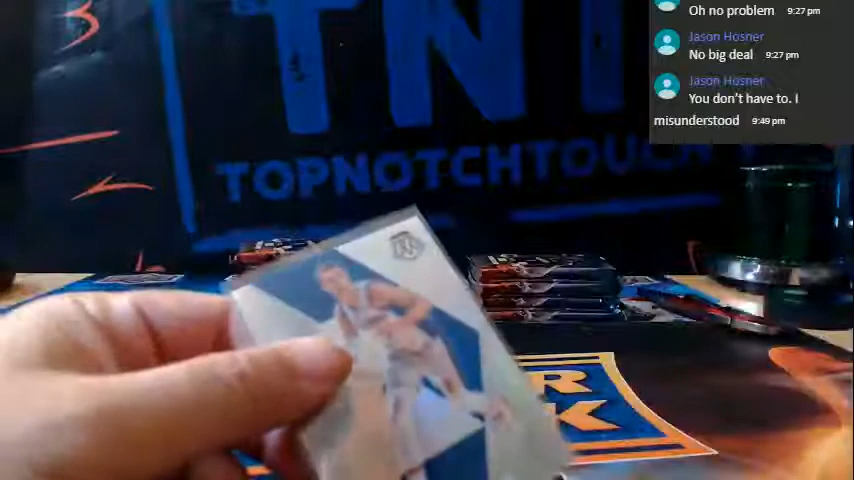 Oh no problem 9:27 pm
Jason Hosner
No big deal 9:27 pm
Jason Hosner
You don't have to. I
misunderstood 9:49 pm
TNT
TOPNOTCHTOUCH
R
K